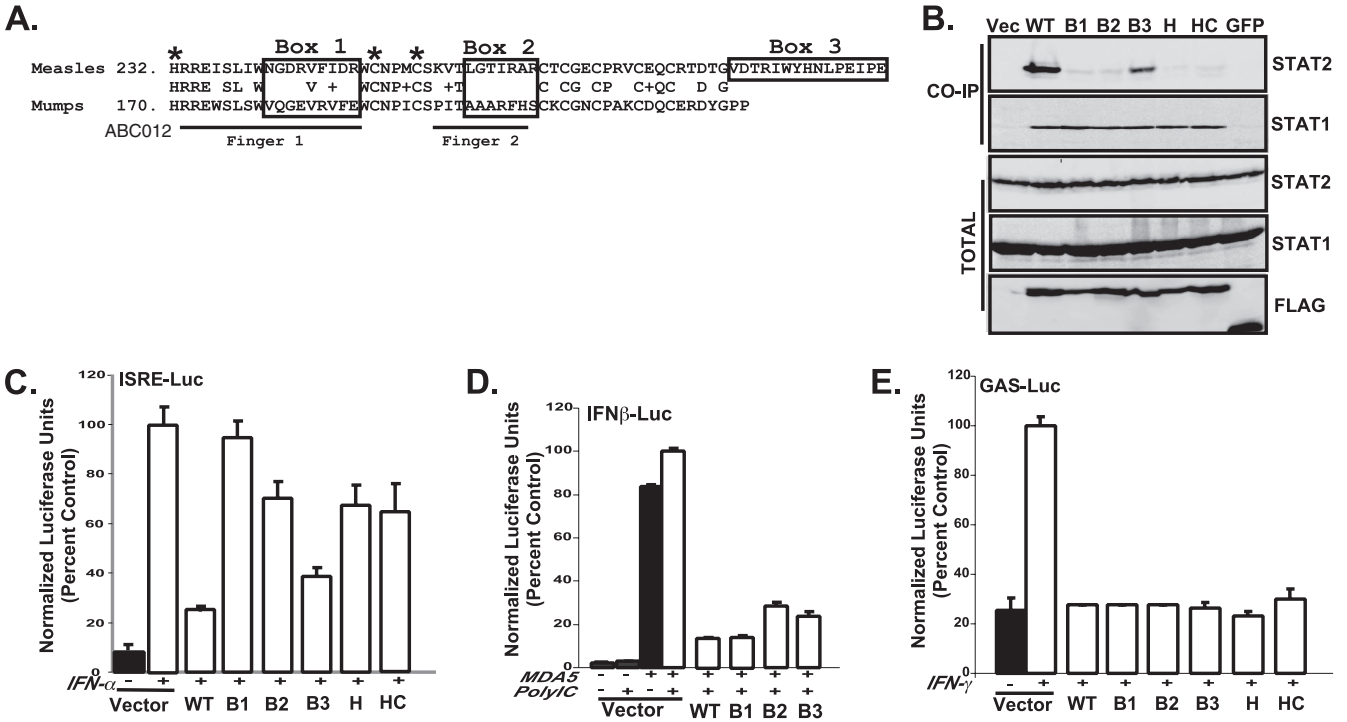 A.
Box 1
Box 2
Box 3
* * *
Measles 232. HRREISLIWNGDRVFIDRWCNPMCSKVTLGTIRARCTCGECPRVCEQCRTDTGVDTRIWYHNLPEIPE
HRRE SL W V + WCNP+CS +T C CG CP C+QC D G
Mumps 170. HRREWSLSWVQGEVRVFEWCNPICSPITAAARFHSCKCGNCPAKCDQCERDYGPP
ABC012
Finger 1
Finger 2
B.
Vec WT B1 B2 B3 H HC GFP
CO-IP
STAT2
STAT1
TOTAL
STAT2
STAT1
FLAG
C.
ISRE-Luc
Normalized Luciferase Units
(Percent Control)
120
100
80
60
40
20
0
IFN-α - + + + + + + +
Vector WT B1 B2 B3 H HC
D.
IFNβ-Luc
Normalized Luciferase Units
(Percent Control)
120
100
80
60
40
20
0
MDA5 - - + + + + + +
PolyIC - + - + + + + +
Vector WT B1 B2 B3
E.
GAS-Luc
Normalized Luciferase Units
(Percent Control)
120
100
80
60
40
20
0
IFN-γ - + + + + + + +
Vector WT B1 B2 B3 H HC